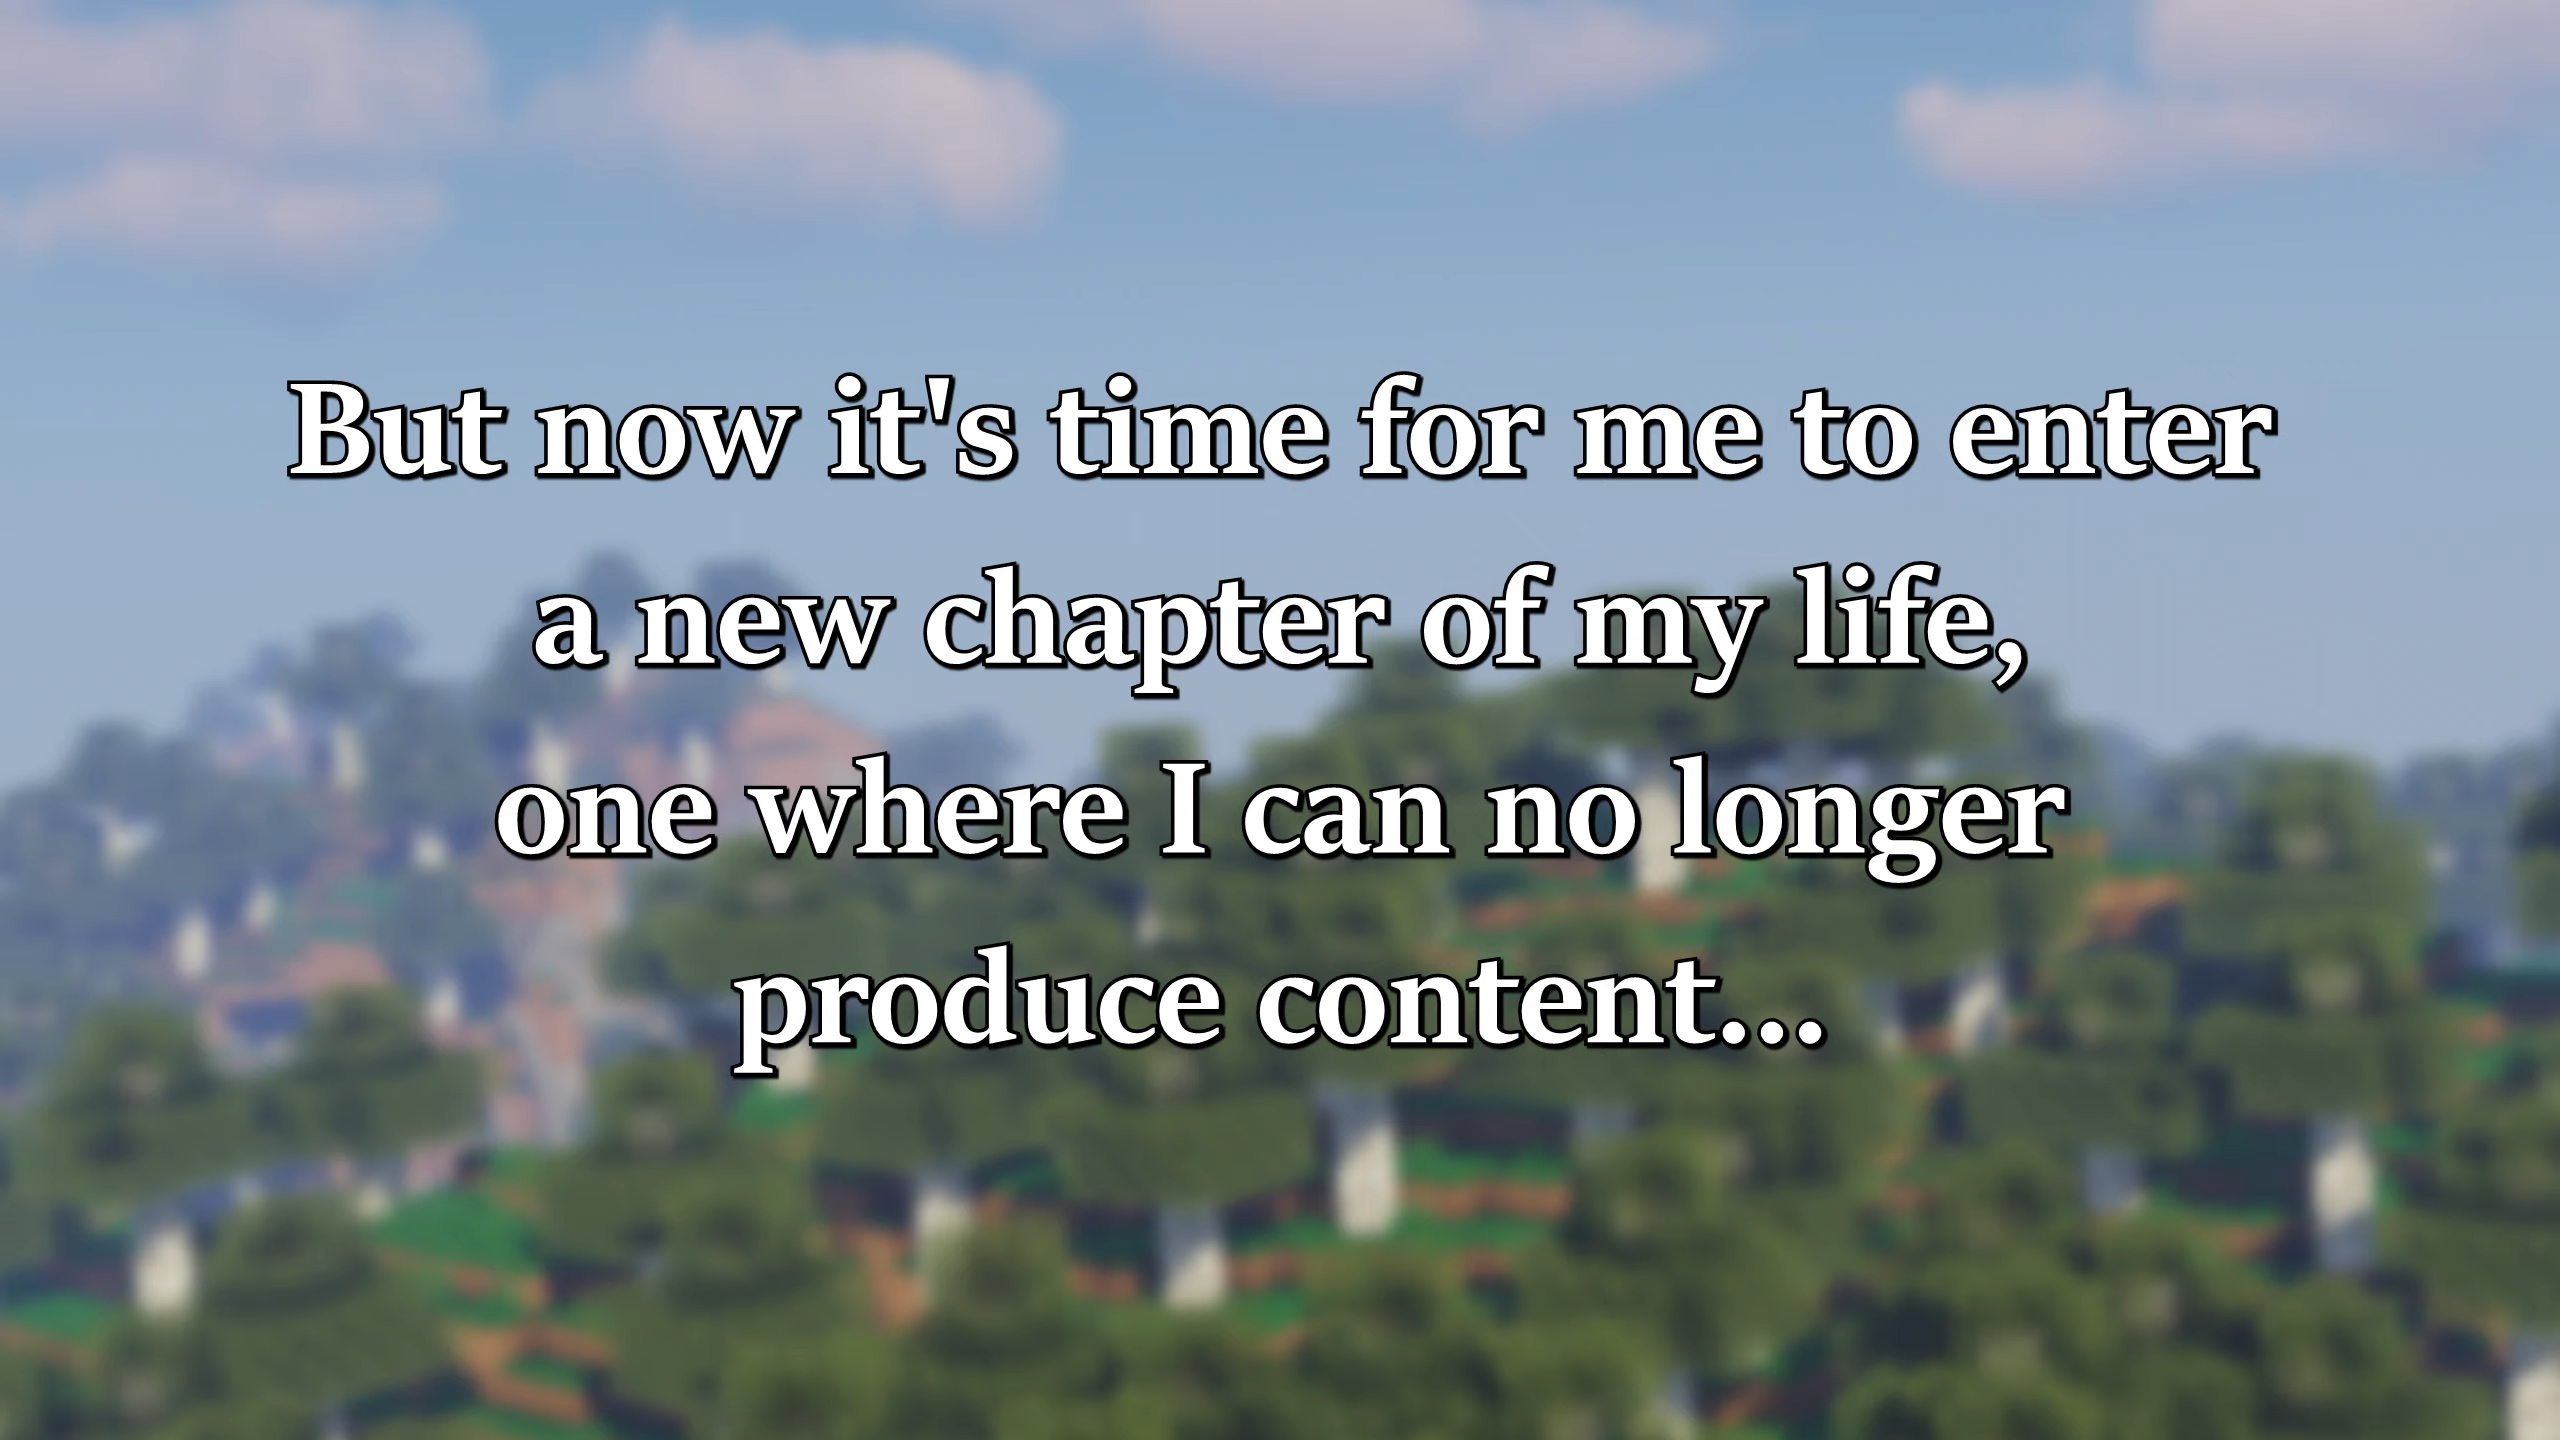 But now it's time for me to enter
a new chapter of my life,
one where I can no longer
produce content...